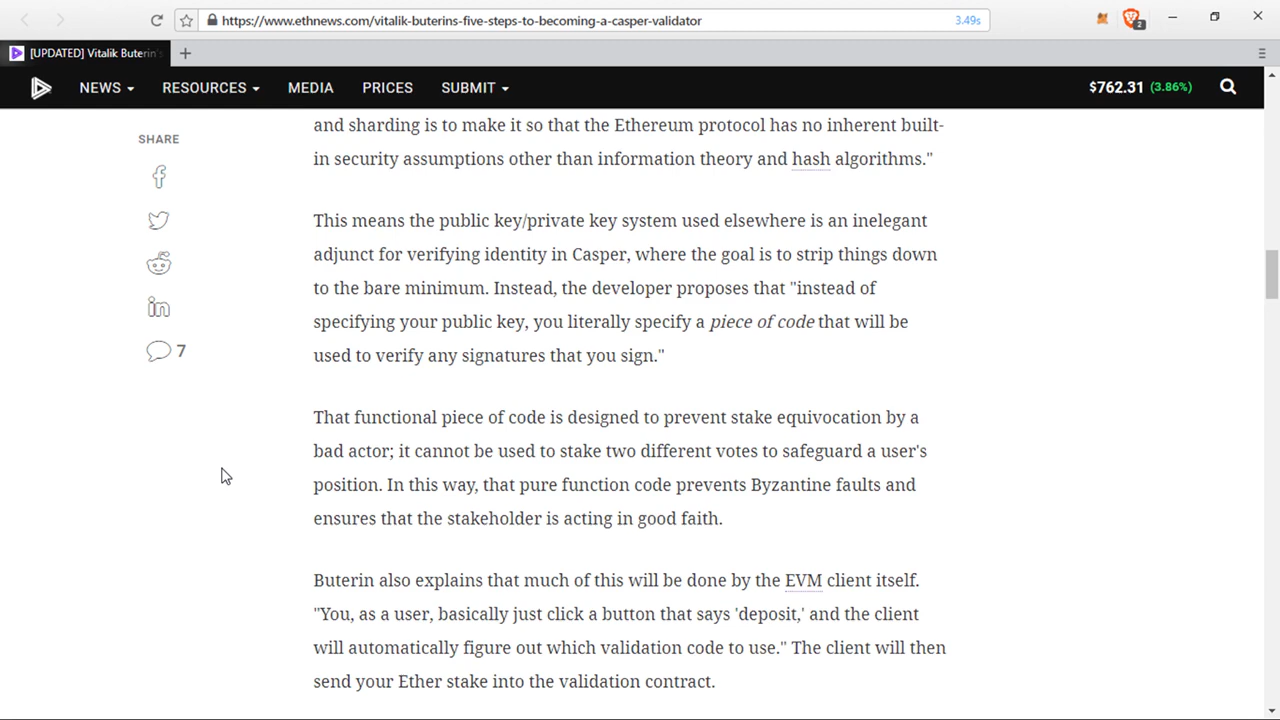 https://www.ethnews.com/vitalik-buterins-five-steps-to-becoming-a-casper-validator
3.49s
2
[UPDATED] Vitalik Buterin's
NEWS
RESOURCES
MEDIA
PRICES
SUBMIT
$762.31 (3.86%)
SHARE
7
and sharding is to make it so that the Ethereum protocol has no inherent built-
in security assumptions other than information theory and hash algorithms."
This means the public key/private key system used elsewhere is an inelegant
adjunct for verifying identity in Casper, where the goal is to strip things down
to the bare minimum. Instead, the developer proposes that "instead of
specifying your public key, you literally specify a piece of code that will be
used to verify any signatures that you sign."
That functional piece of code is designed to prevent stake equivocation by a
bad actor; it cannot be used to stake two different votes to safeguard a user's
position. In this way, that pure function code prevents Byzantine faults and
ensures that the stakeholder is acting in good faith.
Buterin also explains that much of this will be done by the EVM client itself.
"You, as a user, basically just click a button that says 'deposit,' and the client
will automatically figure out which validation code to use." The client will then
send your Ether stake into the validation contract.